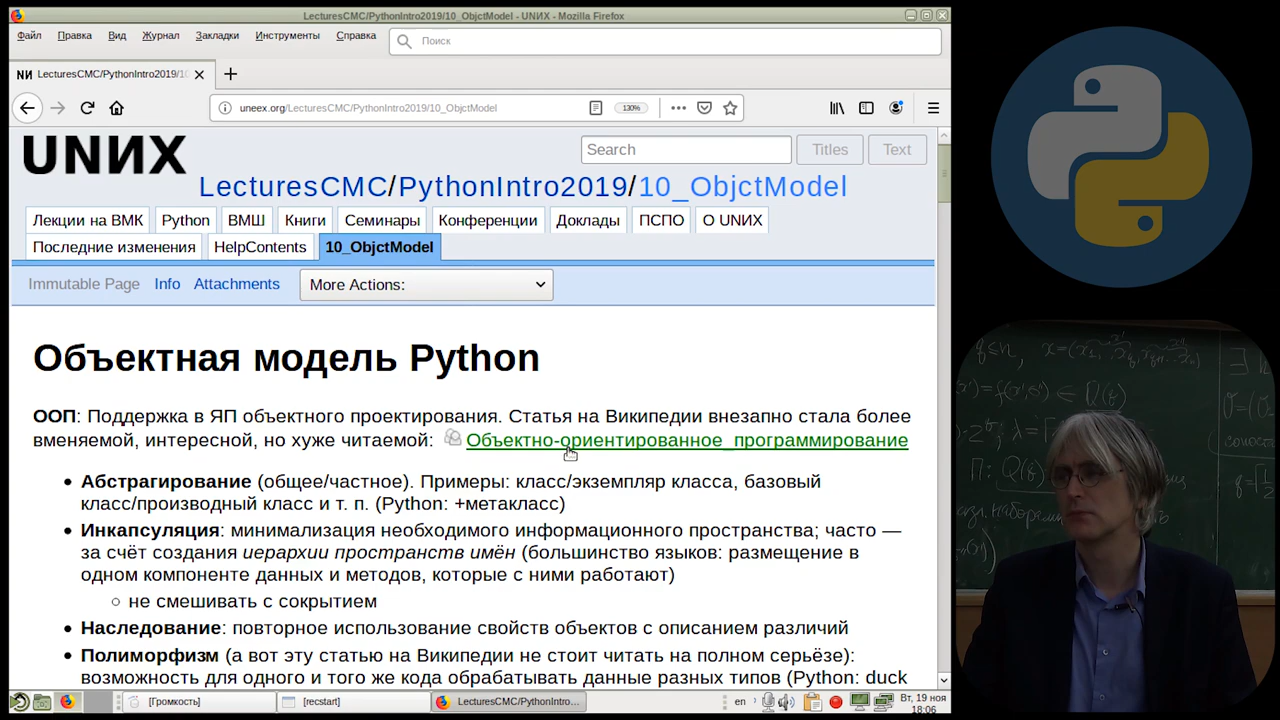 LecturesCMC/PythonIntro2019/10_ObjctModel - UNИX - Mozilla Firefox
Файл Правка Вид Журнал Закладки Инструменты Справка Поиск
LecturesCMC/PythonIntro2019/10
uneex.org/LecturesCMC/PythonIntro2019/10_ObjctModel 130%
UNИX
Search Titles Text
LecturesCMC/PythonIntro2019/10_ObjctModel
Лекции на ВМК Python ВМШ Книги Семинары Конференции Доклады ПСПО О UNИX
Последние изменения HelpContents 10_ObjctModel
Immutable Page Info Attachments More Actions:
Объектная модель Python
ООП: Поддержка в ЯП объектного проектирования. Статья на Википедии внезапно стала более
вменяемой, интересной, но хуже читаемой: Объектно-ориентированное_программирование
• Абстрагирование (общее/частное). Примеры: класс/экземпляр класса, базовый
класс/производный класс и т. п. (Python: +метакласс)
• Инкапсуляция: минимализация необходимого информационного пространства; часто —
за счёт создания иерархии пространств имён (большинство языков: размещение в
одном компоненте данных и методов, которые с ними работают)
○ не смешивать с сокрытием
• Наследование: повторное использование свойств объектов с описанием различий
• Полиморфизм (а вот эту статью на Википедии не стоит читать на полном серьёзе):
возможность для одного и того же кода обрабатывать данные разных типов (Python: duck
[Громкость] [recstart] LecturesCMC/PythonIntro... en Вт, 19 ноя
18:06